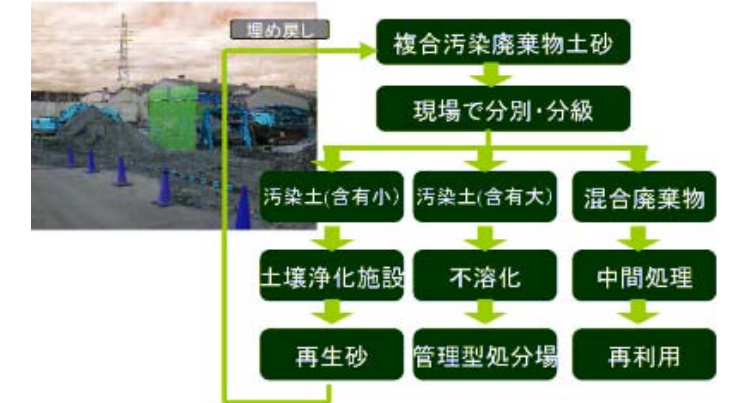 埋め戻し
複合汚染廃棄物土砂
現場で分別・分級
汚染土(含有小)
汚染土(含有大)
混合廃棄物
土壌浄化施設
不溶化
中間処理
再生砂
管理型処分場
再利用